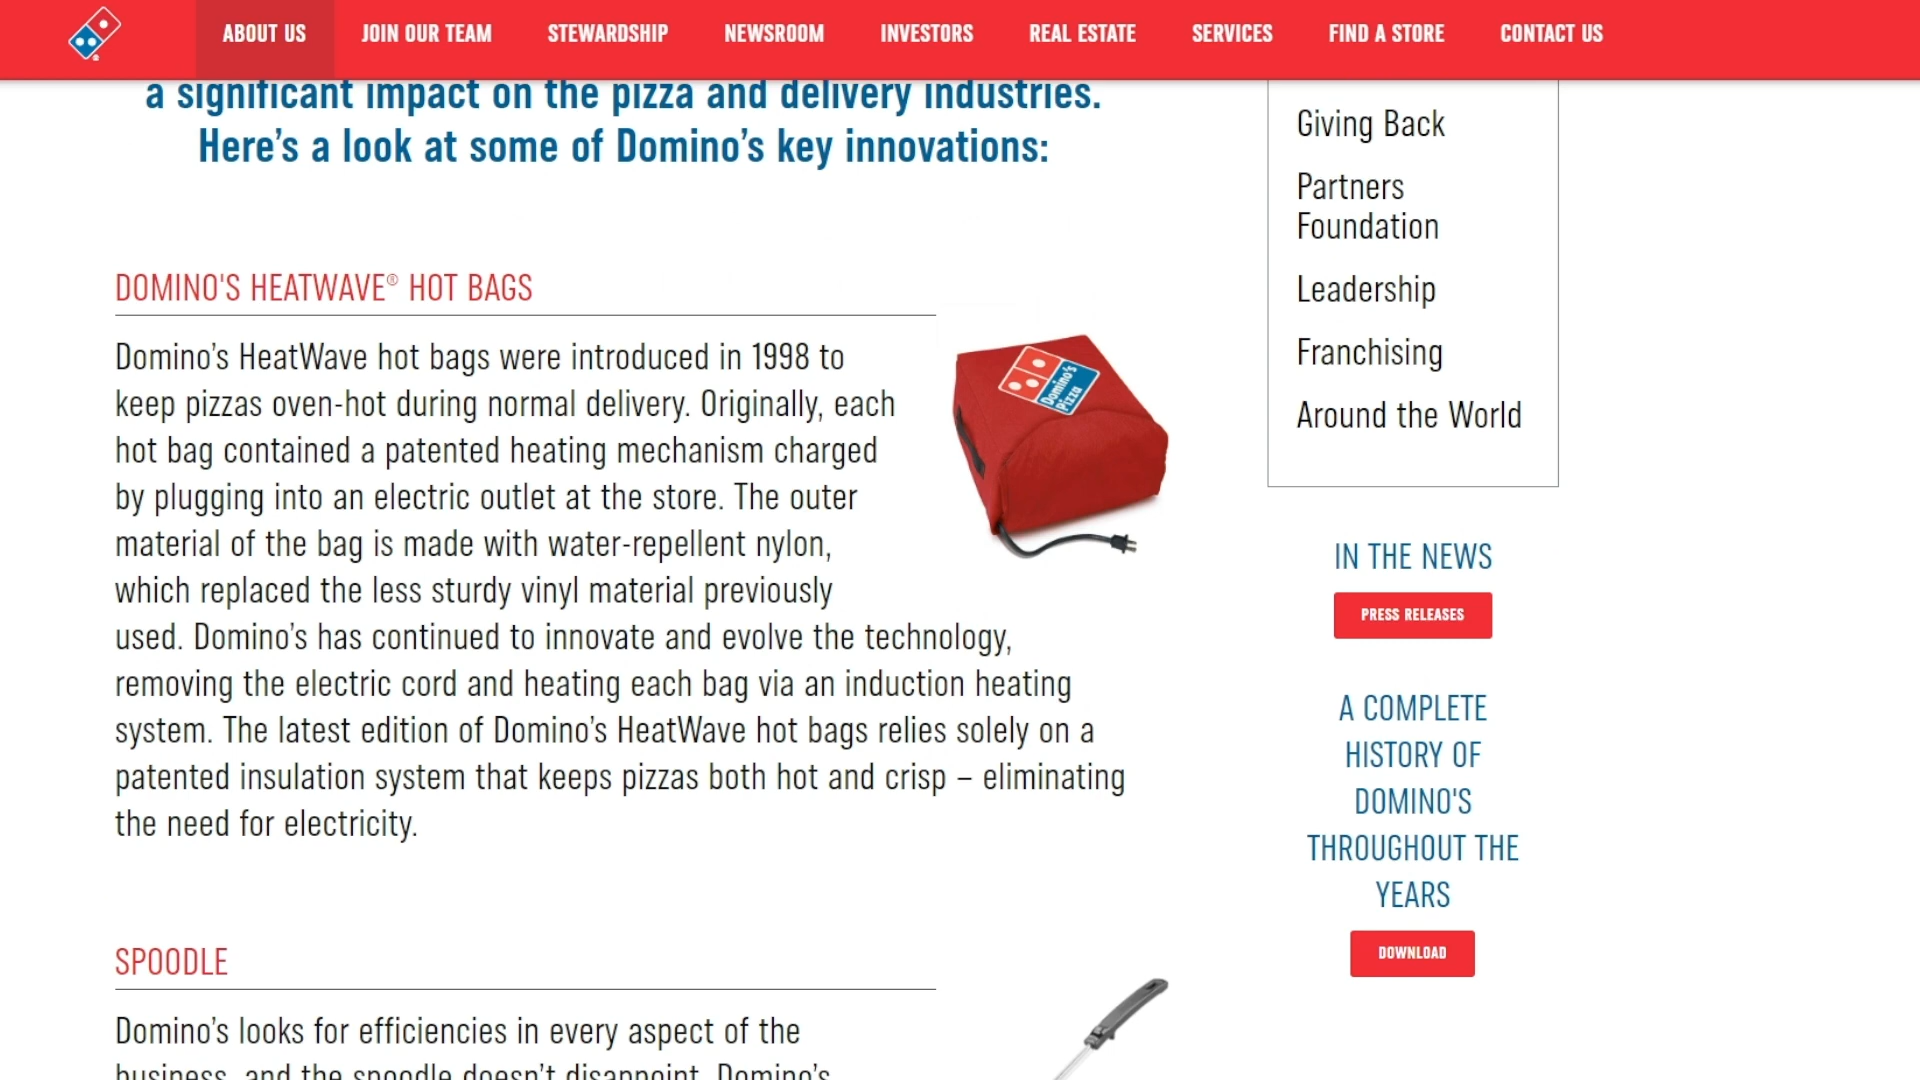 ABOUT US JOIN OUR TEAM STEWARDSHIP NEWSROOM INVESTORS REAL ESTATE SERVICES FIND A STORE CONTACT US
a significant impact on the pizza and delivery industries.
Here’s a look at some of Domino’s key innovations:
DOMINO'S HEATWAVE® HOT BAGS
Domino’s HeatWave hot bags were introduced in 1998 to
keep pizzas oven-hot during normal delivery. Originally, each
hot bag contained a patented heating mechanism charged
by plugging into an electric outlet at the store. The outer
material of the bag is made with water-repellent nylon,
which replaced the less sturdy vinyl material previously
used. Domino’s has continued to innovate and evolve the technology,
removing the electric cord and heating each bag via an induction heating
system. The latest edition of Domino’s HeatWave hot bags relies solely on a
patented insulation system that keeps pizzas both hot and crisp – eliminating
the need for electricity.
Domino's
Pizza
SPOODLE
Domino’s looks for efficiencies in every aspect of the
business, and the spoodle doesn’t disappoint. Domino’s
Giving Back
Partners
Foundation
Leadership
Franchising
Around the World
IN THE NEWS
PRESS RELEASES
A COMPLETE
HISTORY OF
DOMINO'S
THROUGHOUT THE
YEARS
DOWNLOAD